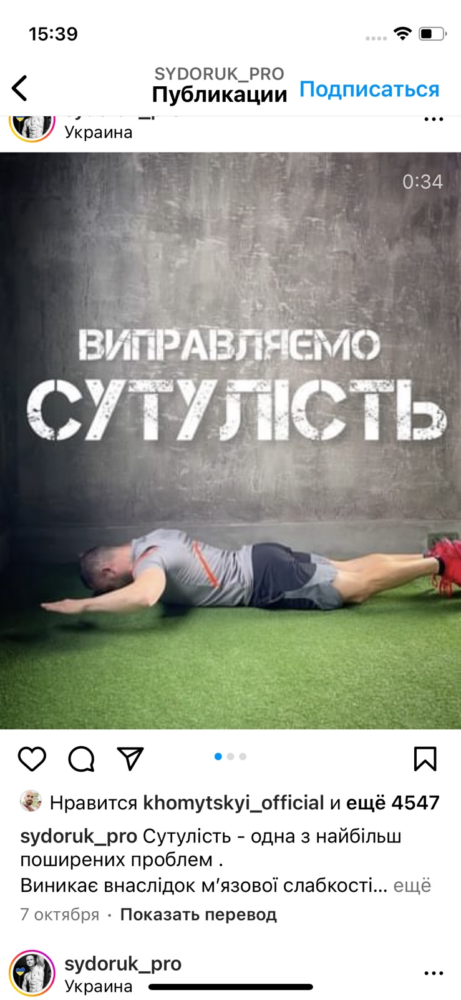 15:39
SYDORUK_PRO
Публикации
Подписаться
Украина
0:34
ВИПРАВЛЯЄМО
СУТУЛІСТЬ
Нравится khomytskyi_official и ещё 4547
sydoruk_pro Сутулість - одна з найбільш
поширених проблем .
Виникає внаслідок м’язової слабкості... ещё
7 октября · Показать перевод
sydoruk_pro
Украина